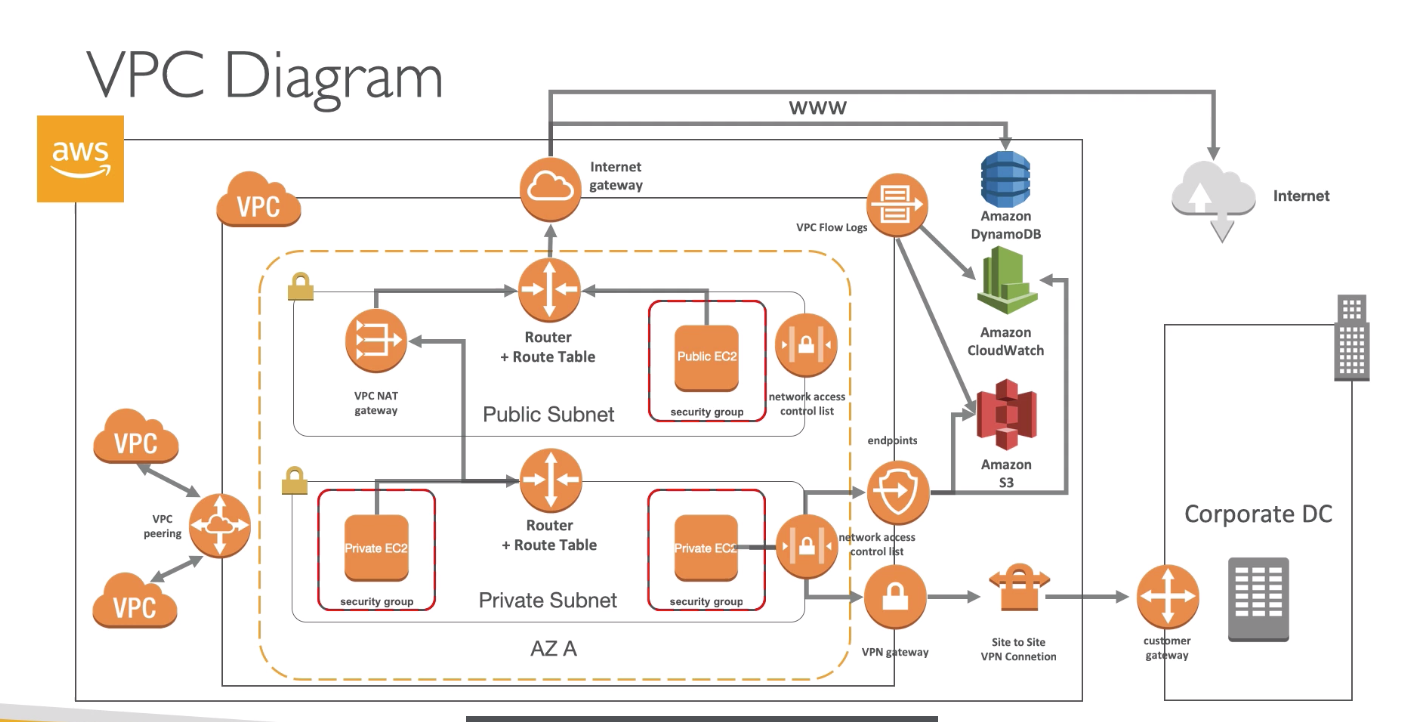 VPC Diagram
WWW
aws
Internet
gateway
VPC
VPC Flow Logs
Amazon
DynamoDB
Internet
Amazon
CloudWatch
Router
+ Route Table
Public EC2
VPC NAT
gateway
Public Subnet
security group
network access
control list
VPC
endpoints
Amazon
S3
VPC
peering
Router
+ Route Table
Private EC2
Private EC2
network access
control list
Corporate DC
VPC
security group
Private Subnet
security group
AZ A
VPN gateway
Site to Site
VPN Connetion
customer
gateway